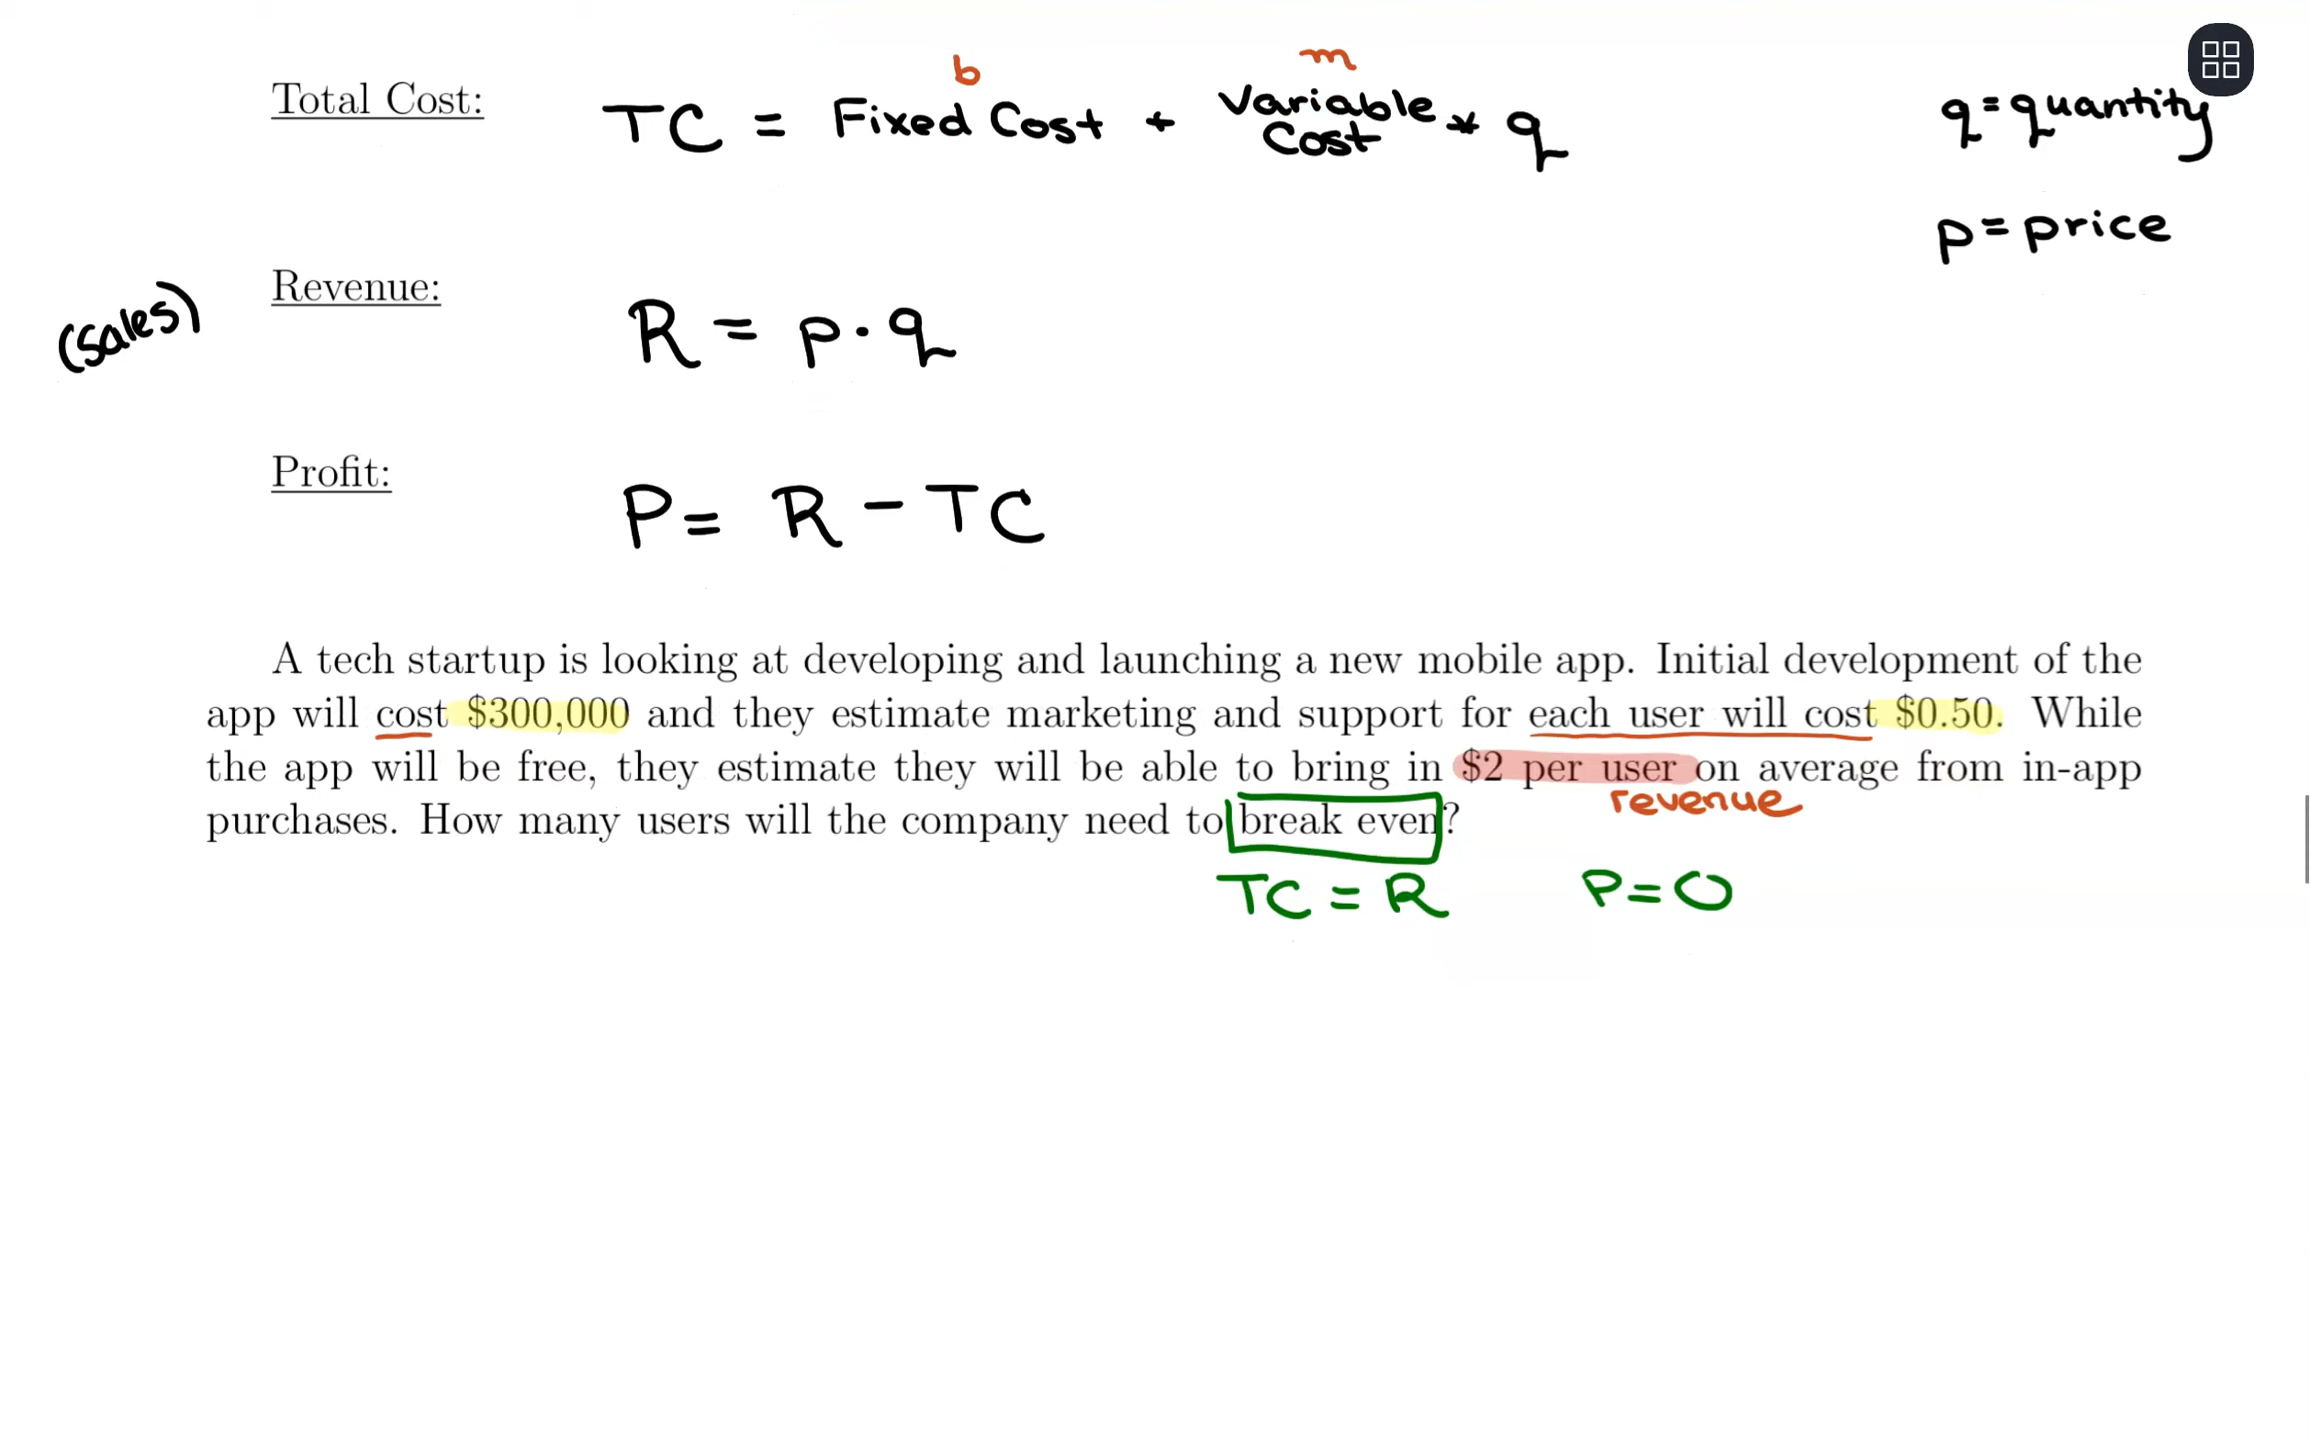 b m
Total Cost: TC = Fixed Cost + Variable Cost * q q = quantity
p = price
(sales) Revenue: R = p · q
Profit: P = R - TC
A tech startup is looking at developing and launching a new mobile app. Initial development of the
app will cost $300,000 and they estimate marketing and support for each user will cost $0.50. While
the app will be free, they estimate they will be able to bring in $2 per user on average from in-app
revenue
purchases. How many users will the company need to break even?
TC = R P = 0